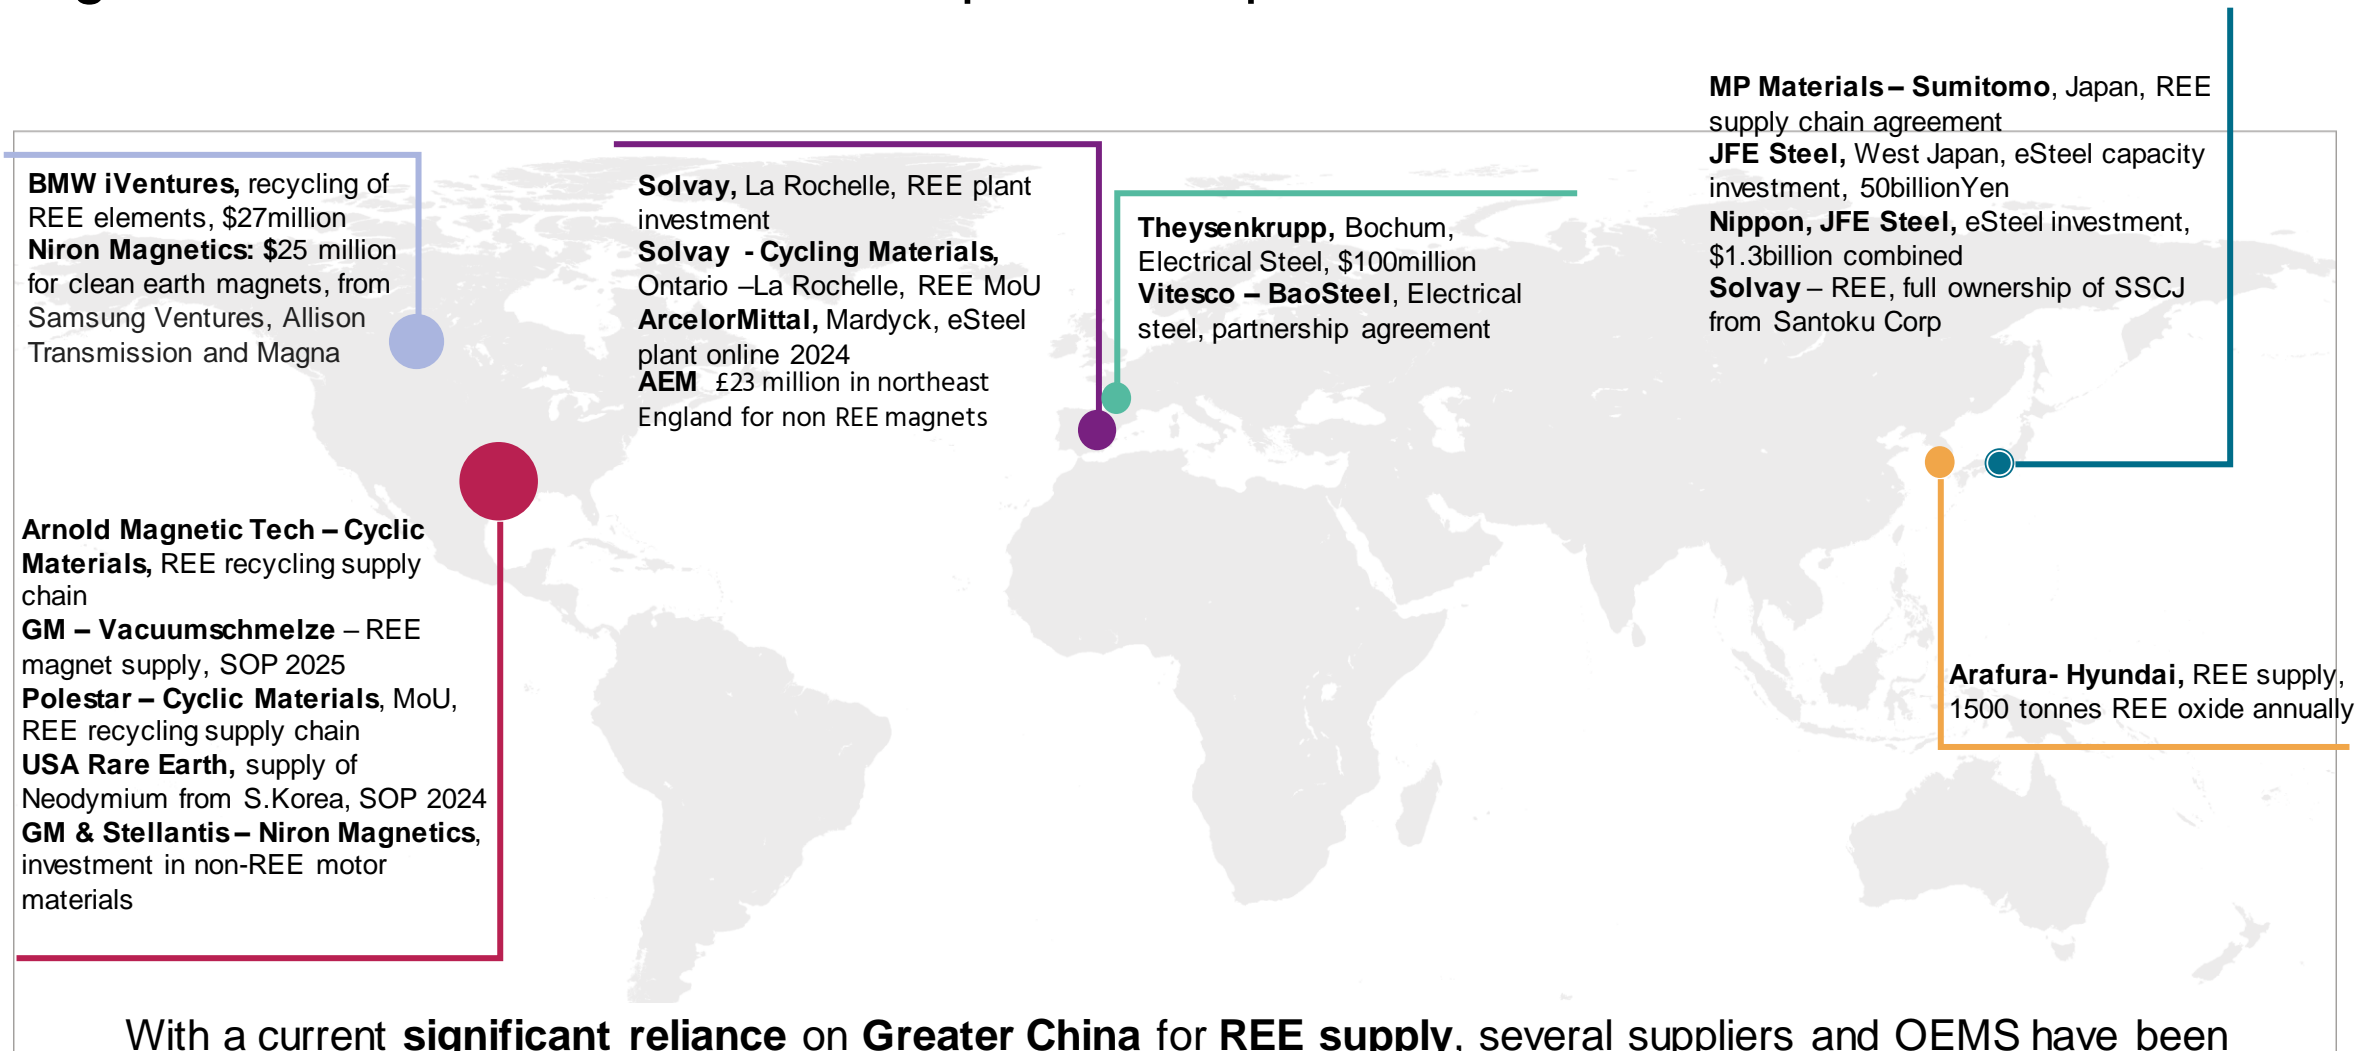 BMW iVentures, recycling of
REE elements, $27million
Niron Magnetics: $25 million
for clean earth magnets, from
Samsung Ventures, Allison
Transmission and Magna
Solvay, La Rochelle, REE plant
investment
Solvay - Cycling Materials,
Ontario –La Rochelle, REE MoU
ArcelorMittal, Mardyck, eSteel
plant online 2024
AEM £23 million in northeast
England for non REE magnets
Theysenkrupp, Bochum,
Electrical Steel, $100million
Vitesco – BaoSteel, Electrical
steel, partnership agreement
MP Materials – Sumitomo, Japan, REE
supply chain agreement
JFE Steel, West Japan, eSteel capacity
investment, 50billionYen
Nippon, JFE Steel, eSteel investment,
$1.3billion combined
Solvay – REE, full ownership of SSCJ
from Santoku Corp
Arnold Magnetic Tech – Cyclic
Materials, REE recycling supply
chain
GM – Vacuumschmelze – REE
magnet supply, SOP 2025
Polestar – Cyclic Materials, MoU,
REE recycling supply chain
USA Rare Earth, supply of
Neodymium from S.Korea, SOP 2024
GM & Stellantis – Niron Magnetics,
investment in non-REE motor
materials
Arafura- Hyundai, REE supply,
1500 tonnes REE oxide annually
With a current significant reliance on Greater China for REE supply, several suppliers and OEMS have been